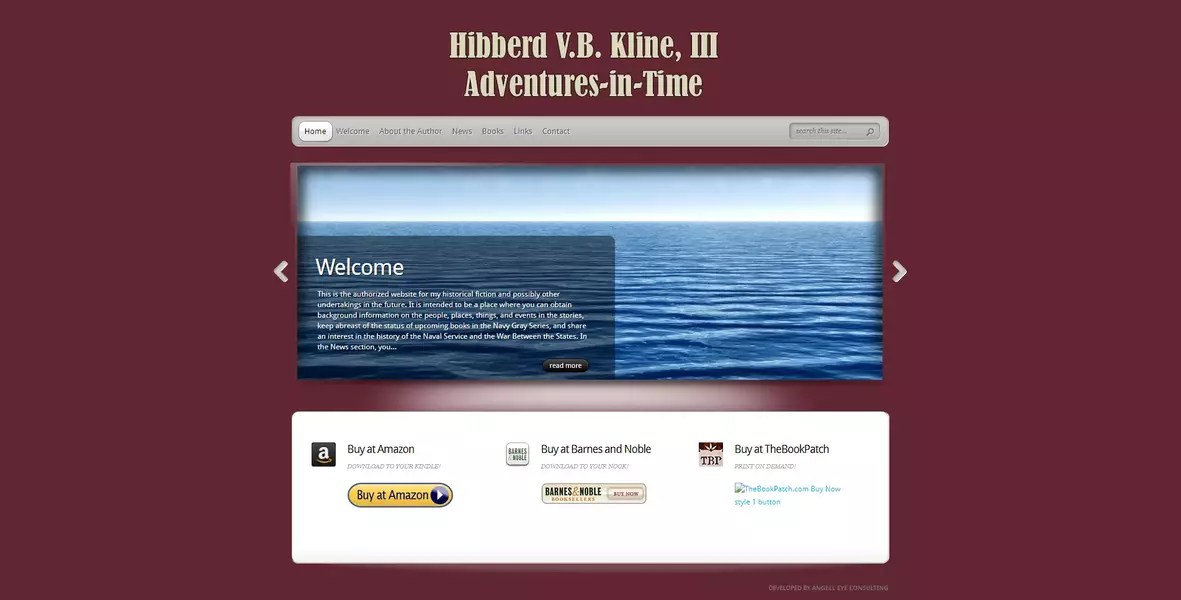 Hibberd V.B. Kline, III
Adventures-in-Time
Home Welcome About the Author News Books Links Contact search this site...
Welcome
This is the authorized website for my historical fiction and possibly other
undertakings in the future. It is intended to be a place where you can obtain
background information on the people, places, things, and events in the stories,
keep abreast of the status of upcoming books in the Navy Gray Series, and share
an interest in the history of the Naval Service and the War Between the States. In
the News section, you...
read more
a Buy at Amazon
DOWNLOAD TO YOUR KINDLE!
Buy at Amazon
BARNES & NOBLE Buy at Barnes and Noble
DOWNLOAD TO YOUR NOOK!
BARNES & NOBLE
BOOKSELLERS
BUY NOW
TBP Buy at TheBookPatch
PRINT ON DEMAND!
TheBookPatch.com Buy Now
style 1 button
DEVELOPED BY ANGELL EYE CONSULTING